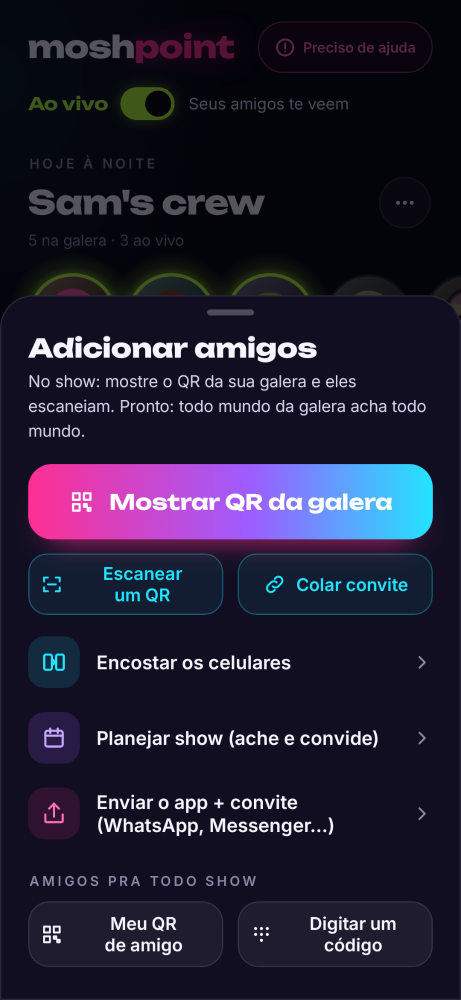 moshpoint
Preciso de ajuda
Ao vivo
Seus amigos te veem
HOJE À NOITE
Sam's crew
5 na galera · 3 ao vivo
Adicionar amigos
No show: mostre o QR da sua galera e eles
escaneiam. Pronto: todo mundo da galera acha todo
mundo.
Mostrar QR da galera
Escanear
um QR
Colar convite
Encostar os celulares
Planejar show (ache e convide)
Enviar o app + convite
(WhatsApp, Messenger...)
AMIGOS PRA TODO SHOW
Meu QR
de amigo
Digitar um
código